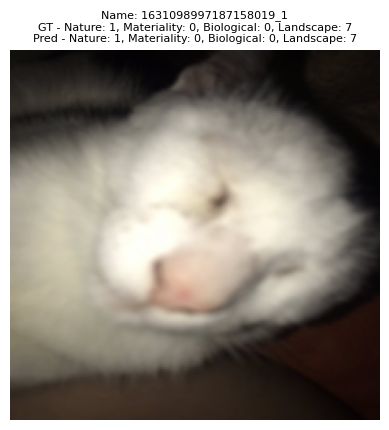 Name: 1631098997187158019_1
GT - Nature: 1, Materiality: 0, Biological: 0, Landscape: 7
Pred - Nature: 1, Materiality: 0, Biological: 0, Landscape: 7